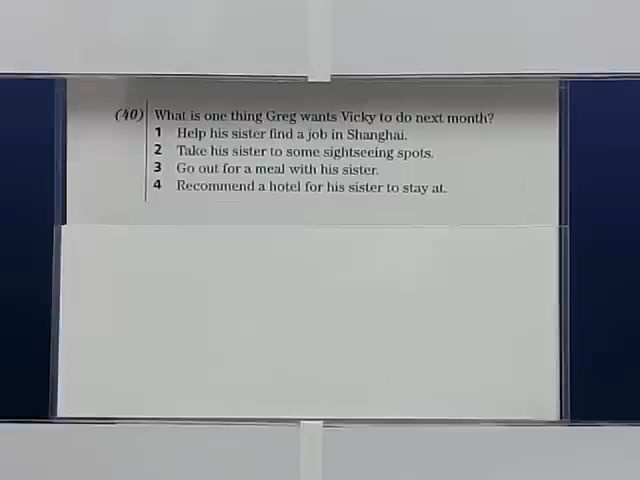 (40) What is one thing Greg wants Vicky to do next month?
1 Help his sister find a job in Shanghai.
2 Take his sister to some sightseeing spots.
3 Go out for a meal with his sister.
4 Recommend a hotel for his sister to stay at.